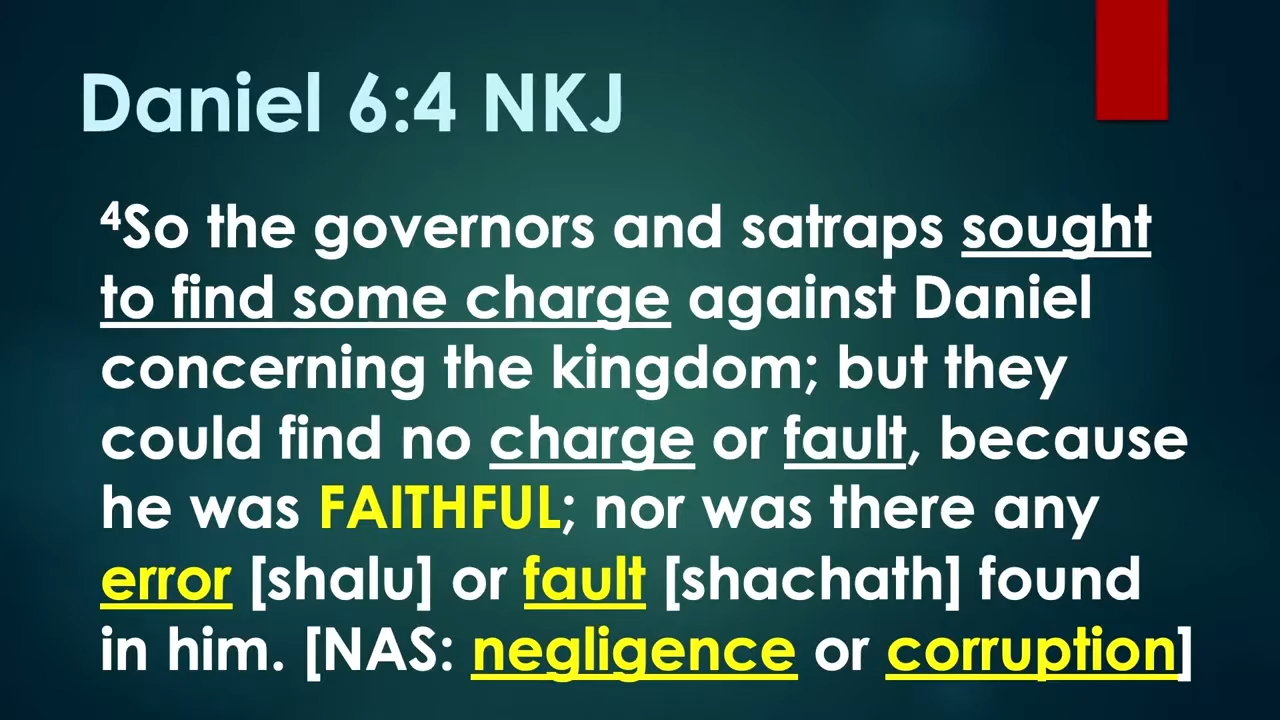 Daniel 6:4 NKJ
⁴So the governors and satraps sought
to find some charge against Daniel
concerning the kingdom; but they
could find no charge or fault, because
he was FAITHFUL; nor was there any
error [shalu] or fault [shachath] found
in him. [NAS: negligence or corruption]